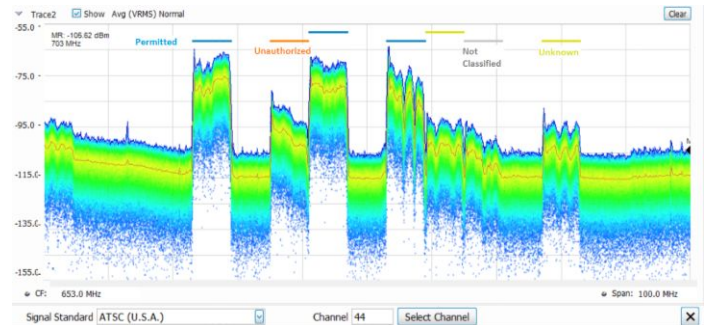 Trace2 Show Avg (VRMS) Normal Clear
-55.0
MR: -106.62 dBm
703 MHz
Permitted
Unauthorized
Not
Classified
Unknown
-75.0
-95.0
-115.0
-135.0
-155.0
CF: 653.0 MHz Span: 100.0 MHz
Signal Standard ATSC (U.S.A.) Channel 44 Select Channel X